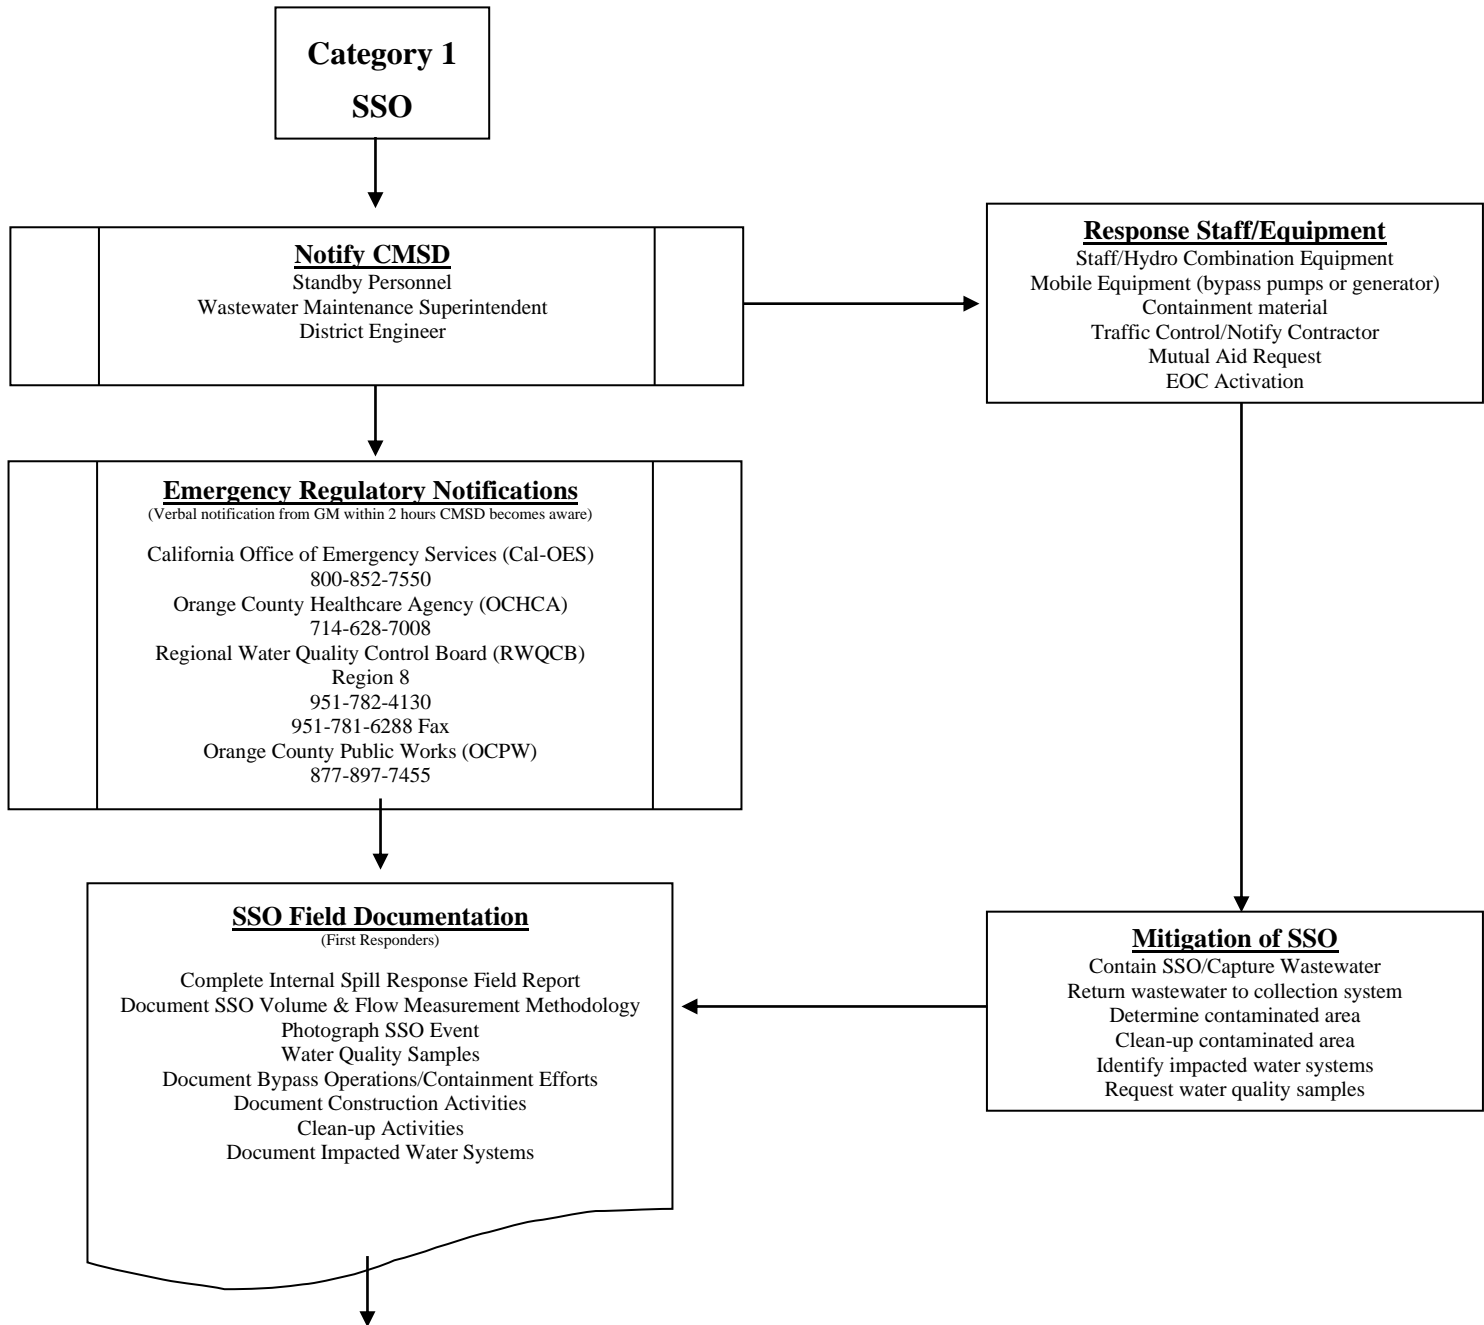 Category 1
SSO
Notify CMSD
Standby Personnel
Wastewater Maintenance Superintendent
District Engineer
Response Staff/Equipment
Staff/Hydro Combination Equipment
Mobile Equipment (bypass pumps or generator)
Containment material
Traffic Control/Notify Contractor
Mutual Aid Request
EOC Activation
Emergency Regulatory Notifications
(Verbal notification from GM within 2 hours CMSD becomes aware)
California Office of Emergency Services (Cal-OES)
800-852-7550
Orange County Healthcare Agency (OCHCA)
714-628-7008
Regional Water Quality Control Board (RWQCB)
Region 8
951-782-4130
951-781-6288 Fax
Orange County Public Works (OCPW)
877-897-7455
SSO Field Documentation
(First Responders)
Complete Internal Spill Response Field Report
Document SSO Volume & Flow Measurement Methodology
Photograph SSO Event
Water Quality Samples
Document Bypass Operations/Containment Efforts
Document Construction Activities
Clean-up Activities
Document Impacted Water Systems
Mitigation of SSO
Contain SSO/Capture Wastewater
Return wastewater to collection system
Determine contaminated area
Clean-up contaminated area
Identify impacted water systems
Request water quality samples